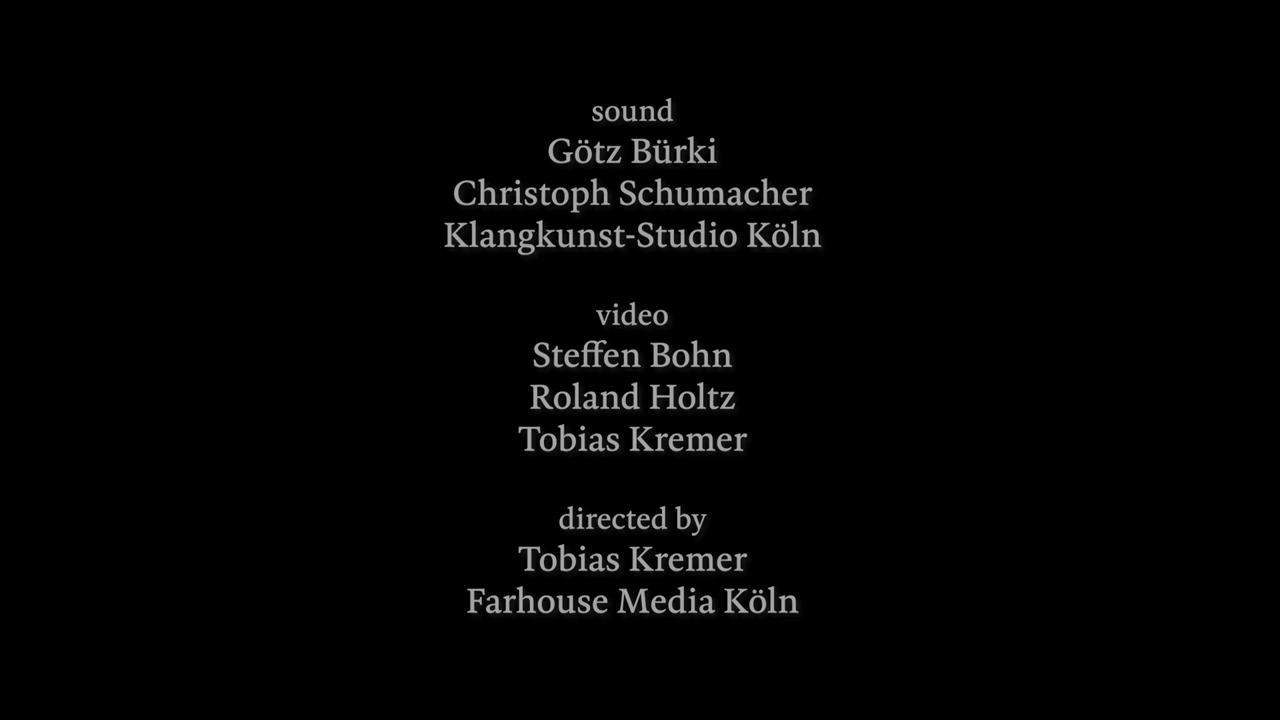 sound
Götz Bürki
Christoph Schumacher
Klangkunst-Studio Köln
video
Steffen Bohn
Roland Holtz
Tobias Kremer
directed by
Tobias Kremer
Farhouse Media Köln